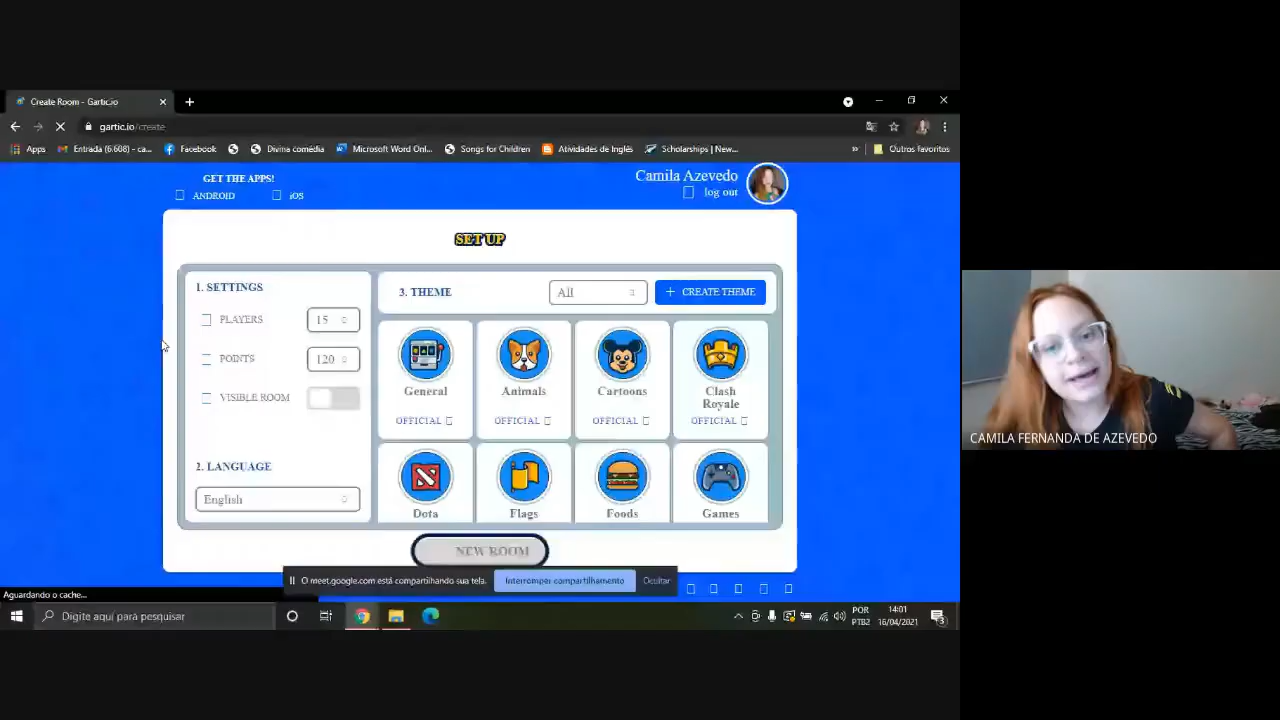 Create Room - Gartic.io
gartic.io/create
Apps
Entrada (6.608) - ca...
Facebook
Divina comédia
Microsoft Word Onl...
Songs for Children
Atividades de Inglês
Scholarships | New...
»
Outros favoritos
GET THE APPS!
ANDROID
iOS
Camila Azevedo
log out
SET UP
1. SETTINGS
PLAYERS
15
POINTS
120
VISIBLE ROOM
2. LANGUAGE
English
3. THEME
All
+ CREATE THEME
General
OFFICIAL
Animals
OFFICIAL
Cartoons
OFFICIAL
Clash
Royale
OFFICIAL
Dota
Flags
Foods
Games
NEW ROOM
O meet.google.com está compartilhando sua tela.
Interromper compartilhamento
Ocultar
Aguardando o cache...
Digite aqui para pesquisar
POR
PTB2
14:01
16/04/2021
3
CAMILA FERNANDA DE AZEVEDO